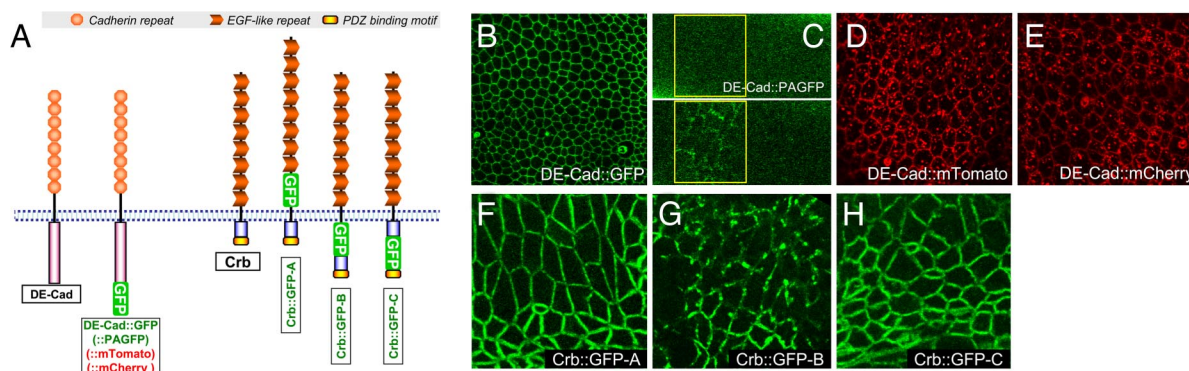 A
Cadherin repeat
EGF-like repeat
PDZ binding motif
DE-Cad
GFP
DE-Cad::GFP
(::PAGFP)
(::mTomato)
(::mCherry )
Crb
GFP
Crb::GFP-A
GFP
Crb::GFP-B
GFP
Crb::GFP-C
B
DE-Cad::GFP
C
DE-Cad::PAGFP
D
DE-Cad::mTomato
E
DE-Cad::mCherry
F
Crb::GFP-A
G
Crb::GFP-B
H
Crb::GFP-C